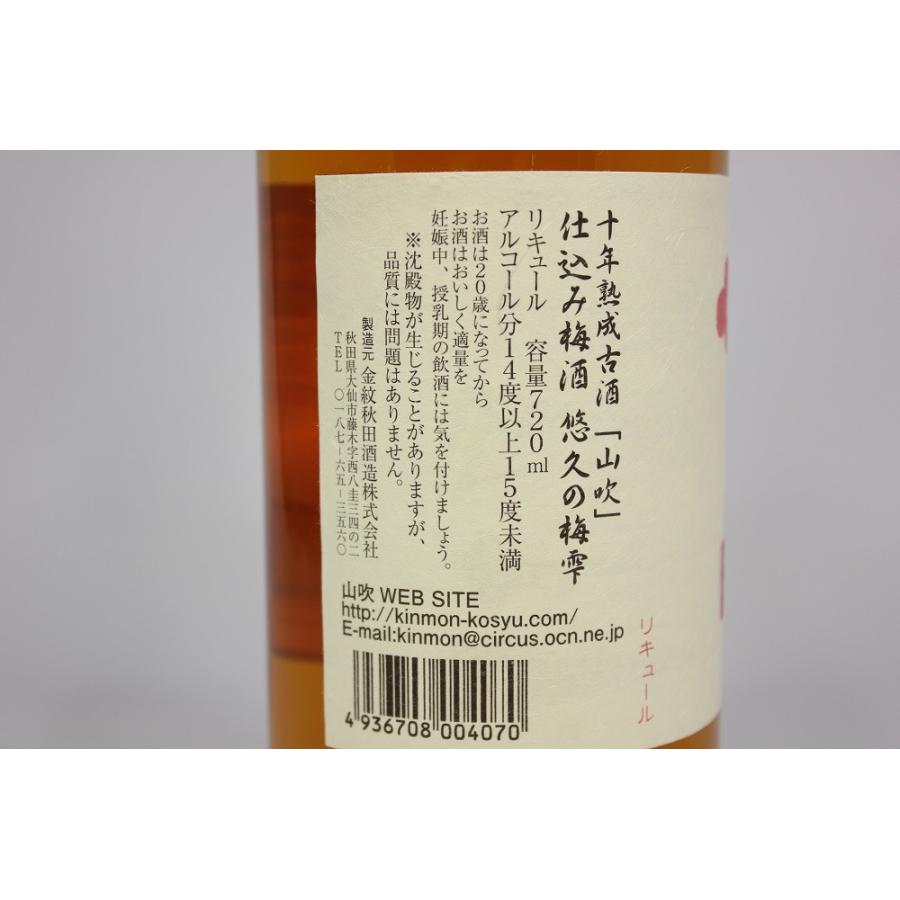 十年熟成古酒「山吹」
仕込み梅酒 悠久の梅雫
リキュール 容量720ml
アルコール分14度以上15度未満
お酒は20歳になってから
お酒はおいしく適量を
妊娠中、授乳期の飲酒には気を付けましょう。
※沈殿物が生じることがありますが、
品質には問題はありません。
製造元 金紋秋田酒造株式会社
秋田県大仙市藤木字西八圭三四の二
TEL 〇一八七-六五-三五六〇
山吹 WEB SITE
http://kinmon-kosyu.com/
E-mail:kinmon@circus.ocn.ne.jp
4 936708 004070
リキュール